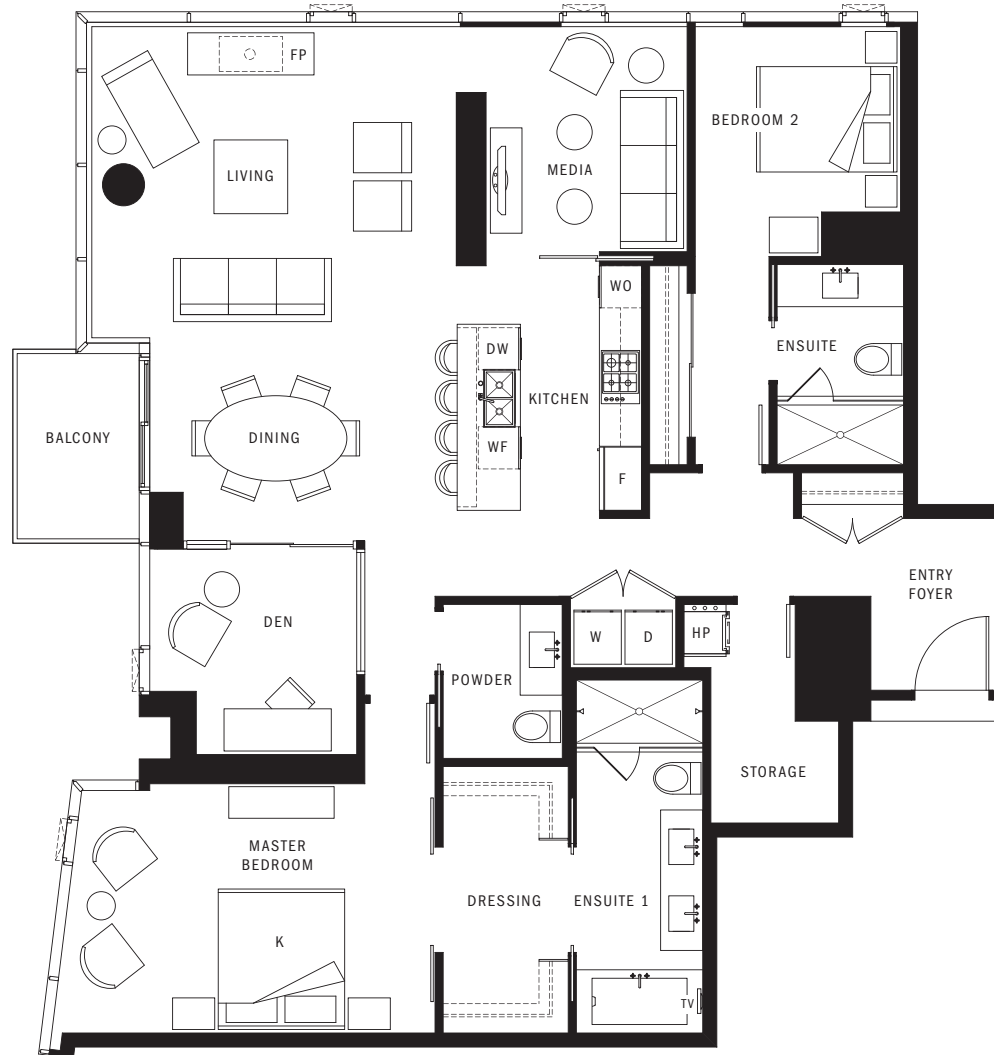 FP
BEDROOM 2
LIVING
MEDIA
WO
DW
ENSUITE
KITCHEN
BALCONY
DINING
WF
F
ENTRY
FOYER
DEN
W
D
HP
POWDER
STORAGE
MASTER
BEDROOM
DRESSING
ENSUITE 1
K
TV